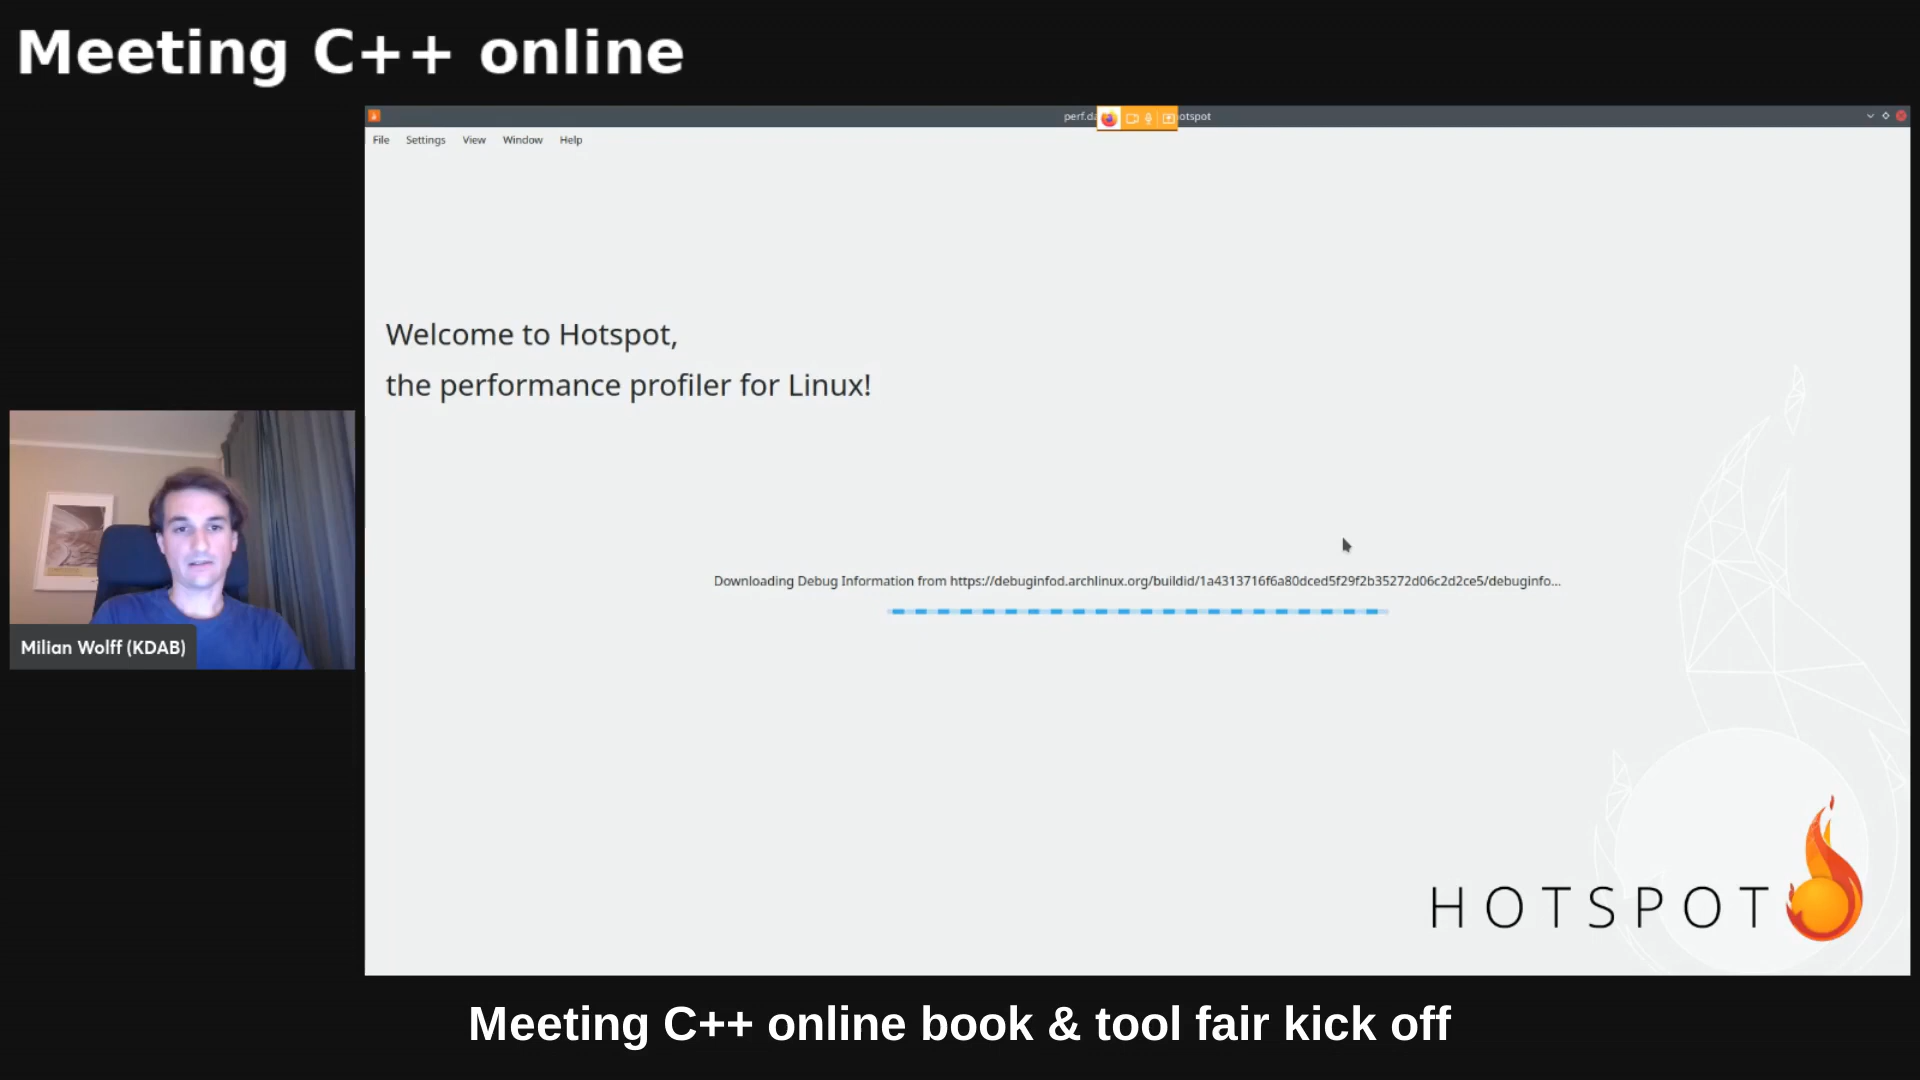 Meeting C++ online
perf.da
otspot
File Settings View Window Help
Welcome to Hotspot,
the performance profiler for Linux!
Downloading Debug Information from https://debuginfod.archlinux.org/buildid/1a4313716f6a80dced5f29f2b35272d06c2d2ce5/debuginfo...
Milian Wolff (KDAB)
HOTSPOT
Meeting C++ online book & tool fair kick off